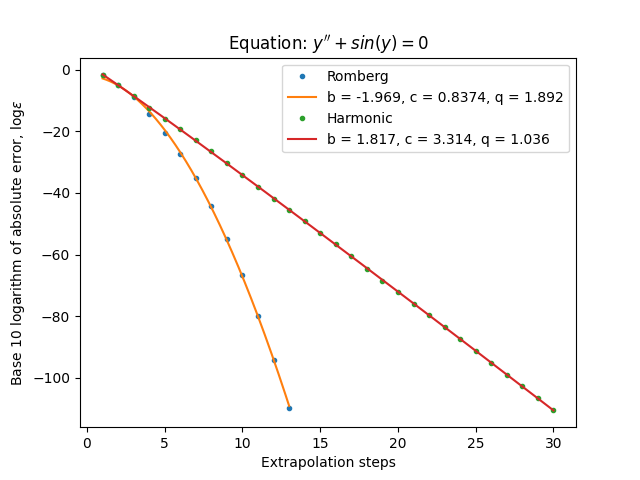 Equation: y′′ + sin(y) = 0
Base 10 logarithm of absolute error, logε
0
−20
−40
−60
−80
−100
Romberg
b = -1.969, c = 0.8374, q = 1.892
Harmonic
b = 1.817, c = 3.314, q = 1.036
0 5 10 15 20 25 30
Extrapolation steps